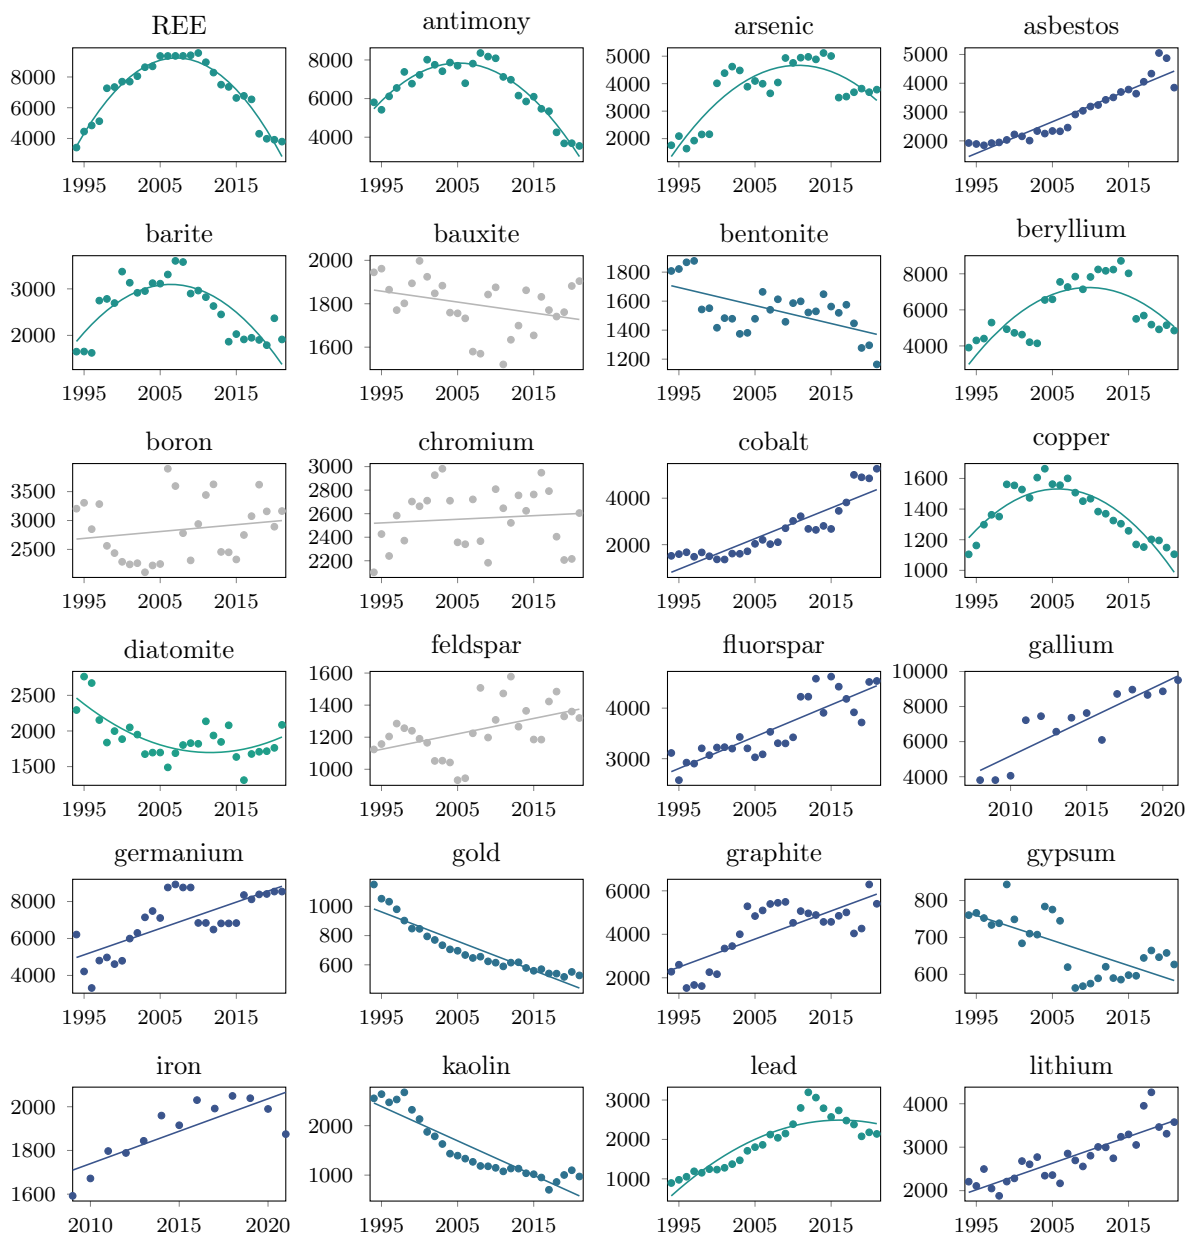 REE
8000
6000
4000
1995 2005 2015
antimony
8000
6000
4000
1995 2005 2015
arsenic
5000
4000
3000
2000
1995 2005 2015
asbestos
5000
4000
3000
2000
1995 2005 2015
barite
3000
2000
1995 2005 2015
bauxite
2000
1800
1600
1995 2005 2015
bentonite
1800
1600
1400
1200
1995 2005 2015
beryllium
8000
6000
4000
1995 2005 2015
boron
3500
3000
2500
1995 2005 2015
chromium
3000
2800
2600
2400
2200
1995 2005 2015
cobalt
4000
2000
1995 2005 2015
copper
1600
1400
1200
1000
1995 2005 2015
diatomite
2500
2000
1500
1995 2005 2015
feldspar
1600
1400
1200
1000
1995 2005 2015
fluorspar
4000
3000
1995 2005 2015
gallium
10000
8000
6000
4000
2010 2015 2020
germanium
8000
6000
4000
1995 2005 2015
gold
1000
800
600
1995 2005 2015
graphite
6000
4000
2000
1995 2005 2015
gypsum
800
700
600
1995 2005 2015
iron
2000
1800
1600
2010 2015 2020
kaolin
2000
1000
1995 2005 2015
lead
3000
2000
1000
1995 2005 2015
lithium
4000
3000
2000
1995 2005 2015